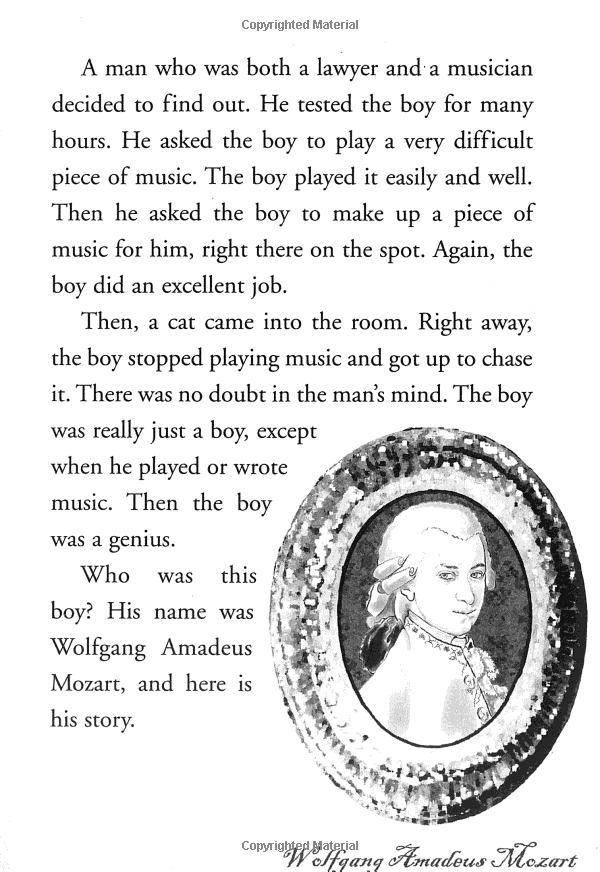 Copyrighted Material
A man who was both a lawyer and a musician
decided to find out. He tested the boy for many
hours. He asked the boy to play a very difficult
piece of music. The boy played it easily and well.
Then he asked the boy to make up a piece of
music for him, right there on the spot. Again, the
boy did an excellent job.
Then, a cat came into the room. Right away,
the boy stopped playing music and got up to chase
it. There was no doubt in the man's mind. The boy
was really just a boy, except
when he played or wrote
music. Then the boy
was a genius.
Who was this
boy? His name was
Wolfgang Amadeus
Mozart, and here is
his story.
Copyrighted Material
Wolfgang Amadeus Mozart